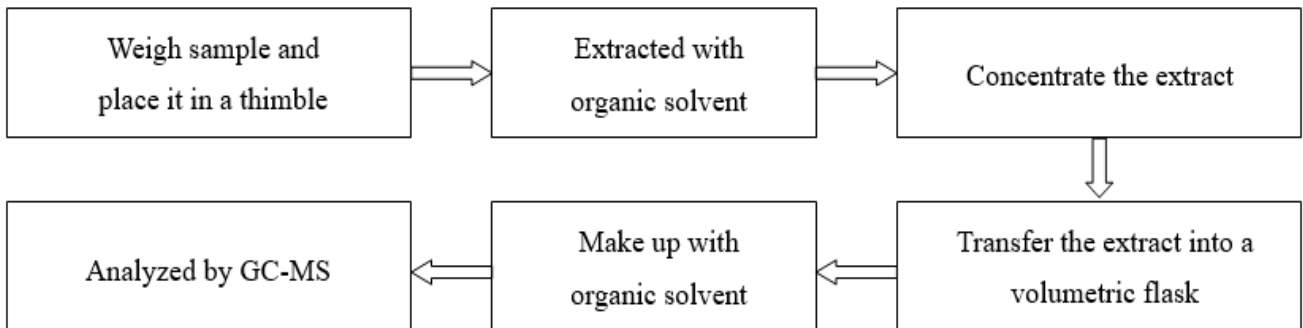 Weigh sample and
place it in a thimble
Extracted with
organic solvent
Concentrate the extract
Transfer the extract into a
volumetric flask
Make up with
organic solvent
Analyzed by GC-MS